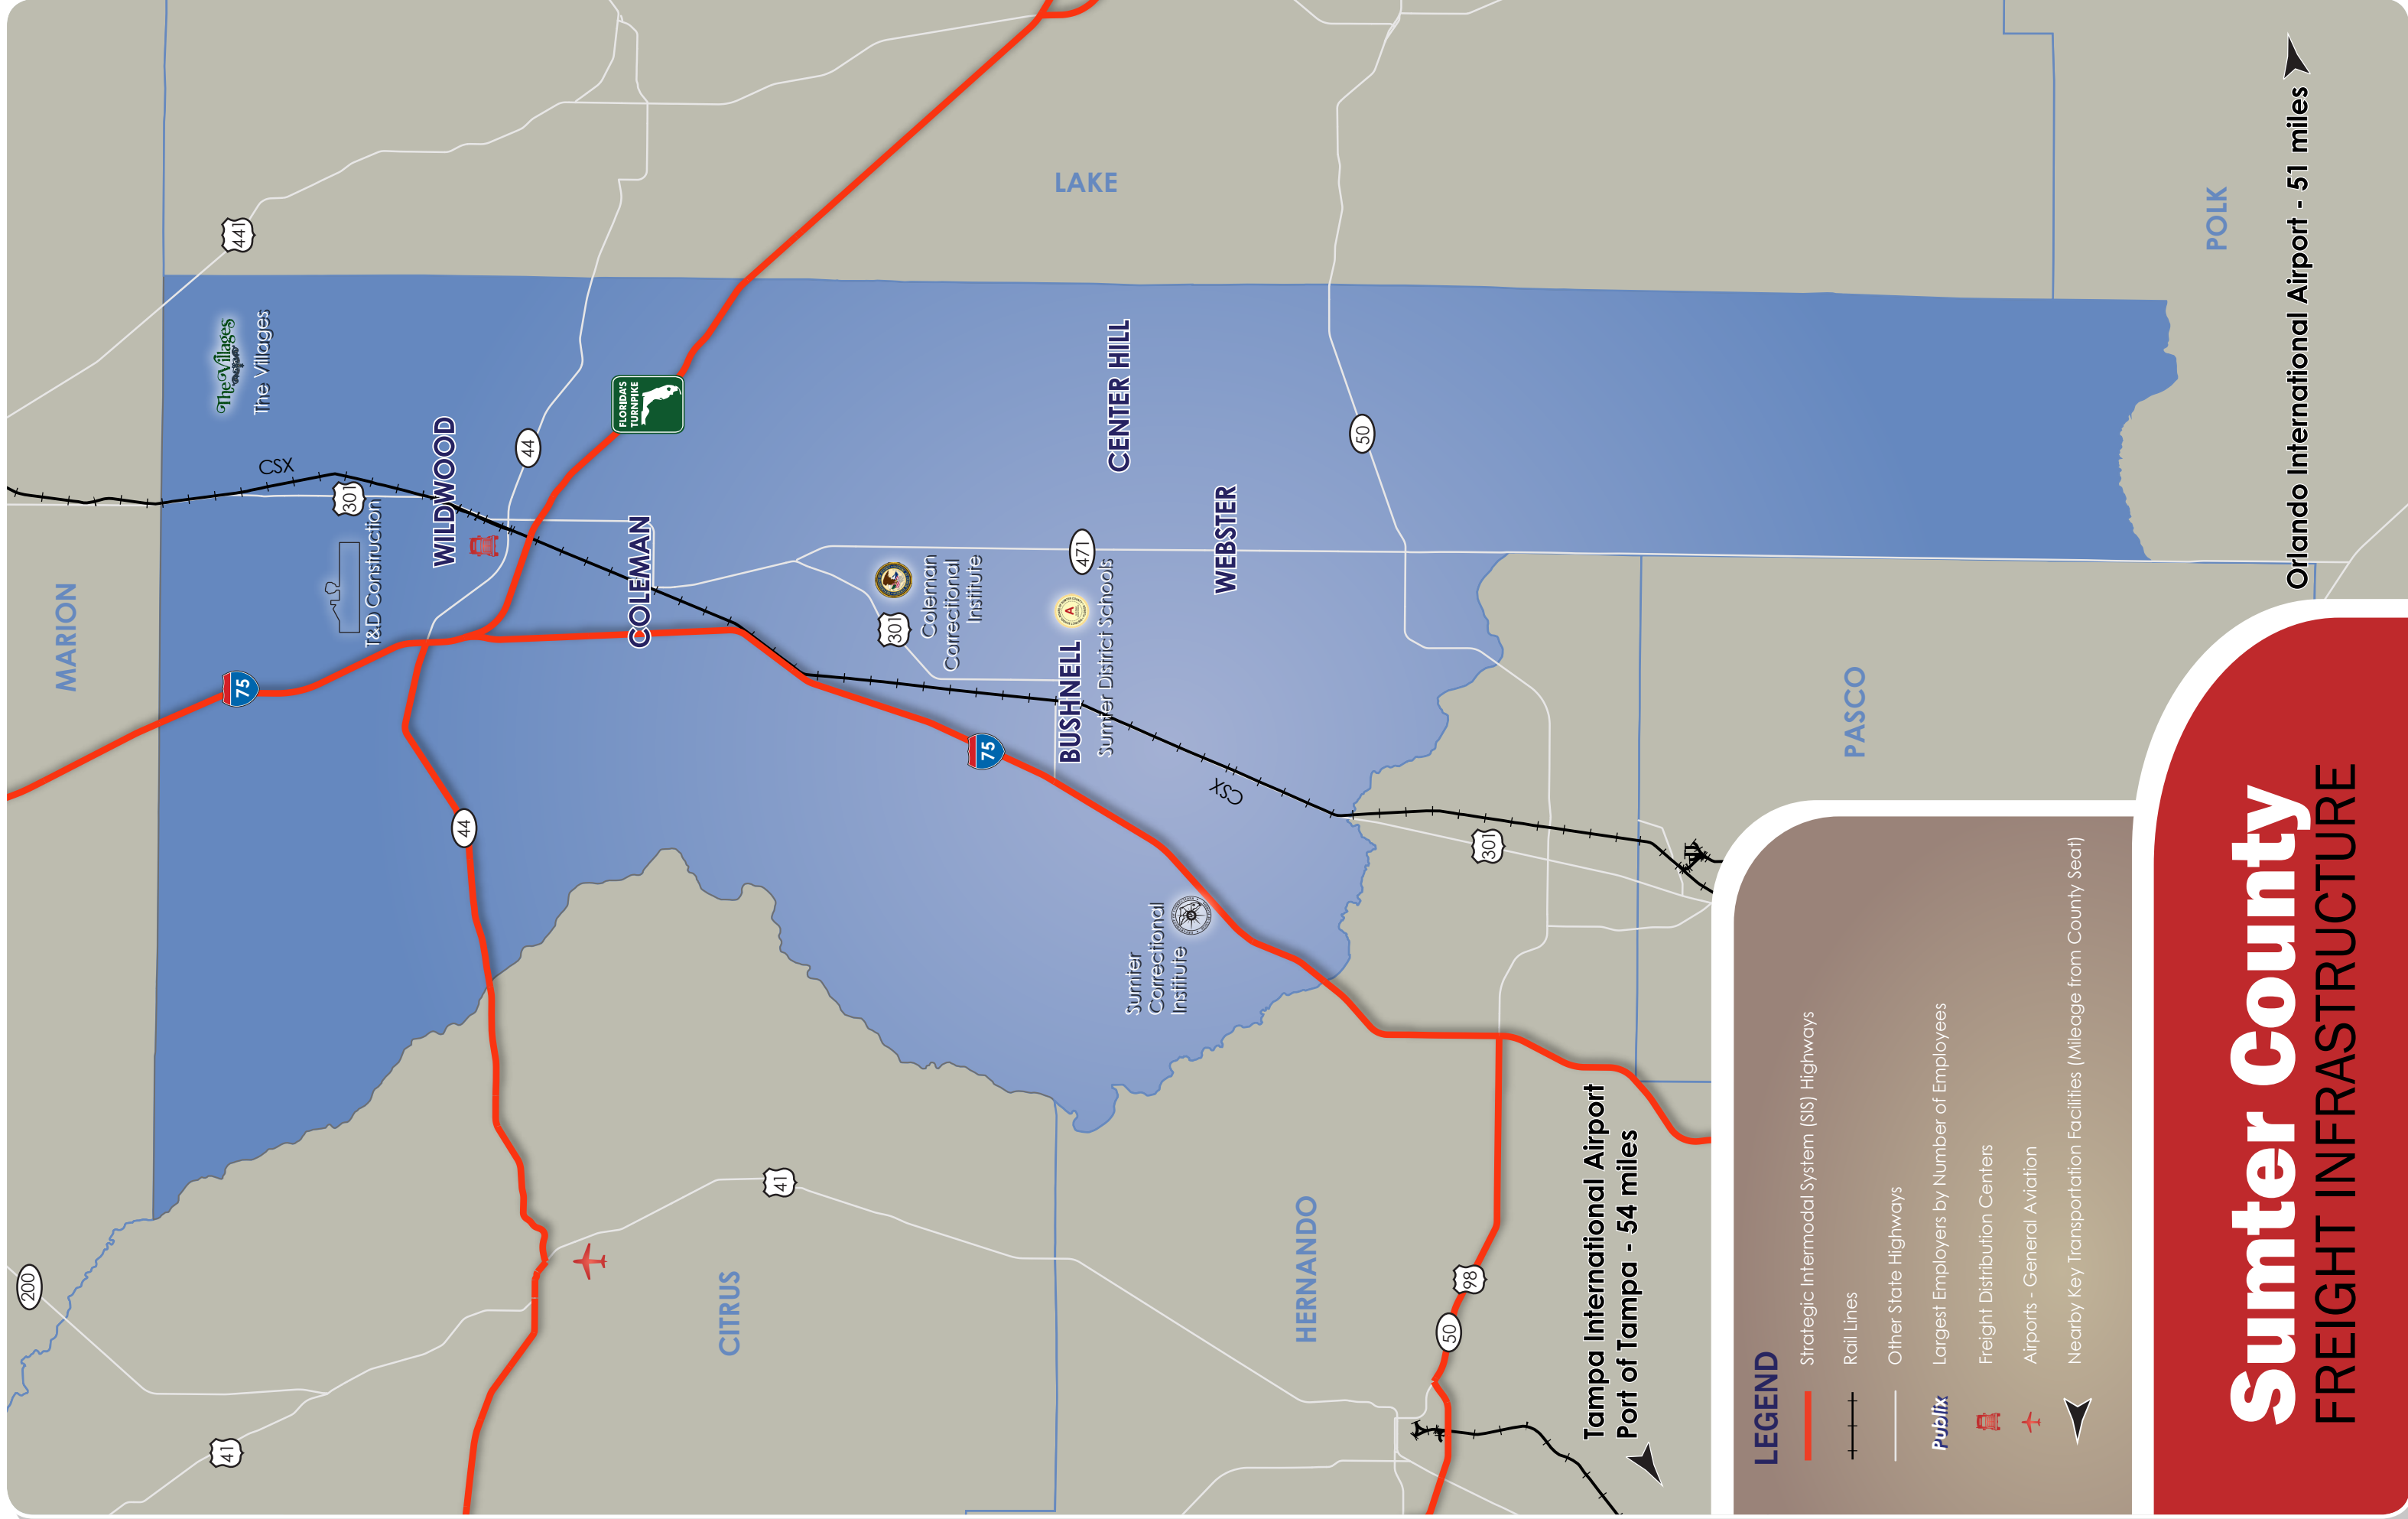 Sumter County
FREIGHT INFRASTRUCTURE
LEGEND
Strategic Intermodal System (SIS) Highways
Rail Lines
Other State Highways
Publix
Largest Employers by Number of Employees
Freight Distribution Centers
Airports - General Aviation
Nearby Key Transportation Facilities (Mileage from County Seat)
MARION
LAKE
POLK
PASCO
HERNANDO
CITRUS
441
The Villages
The Villages
CSX
301
T&D Construction
WILDWOOD
44
FLORIDA'S
TURNPIKE
75
COLEMAN
44
301
Coleman
Correctional
Institute
471
CENTER HILL
WEBSTER
A
BUSHNELL
Sumter District Schools
75
50
CSX
Sumter
Correctional
Institute
301
200
41
41
98
50
Tampa International Airport
Port of Tampa - 54 miles
Orlando International Airport - 51 miles